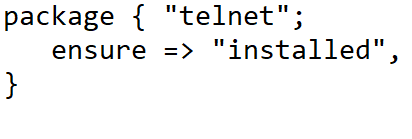 package { "telnet";
   ensure => "installed",
}